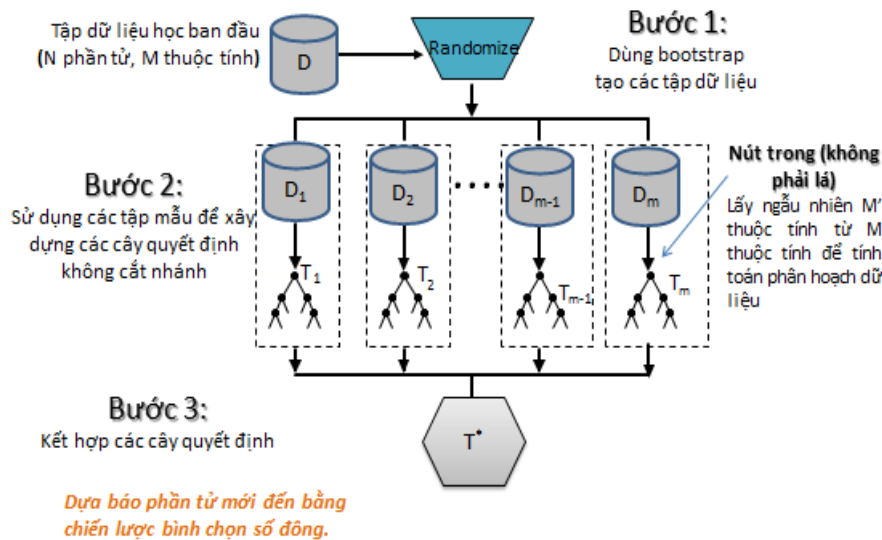 Tập dữ liệu học ban đầu
(N phần tử, M thuộc tính)
D
Randomize
Bước 1:
Dùng bootstrap
tạo các tập dữ liệu
Bước 2:
Sử dụng các tập mẫu để xây
dựng các cây quyết định
không cắt nhánh
D1
D2
Dm-1
Dm
T1
T2
Tm-1
Tm
Nút trong (không
phải lá)
Lấy ngẫu nhiên M'
thuộc tính từ M
thuộc tính để tính
toán phân hoạch dữ
liệu
Bước 3:
Kết hợp các cây quyết định
T*
Dựa báo phần tử mới đến bằng
chiến lược bình chọn số đông.